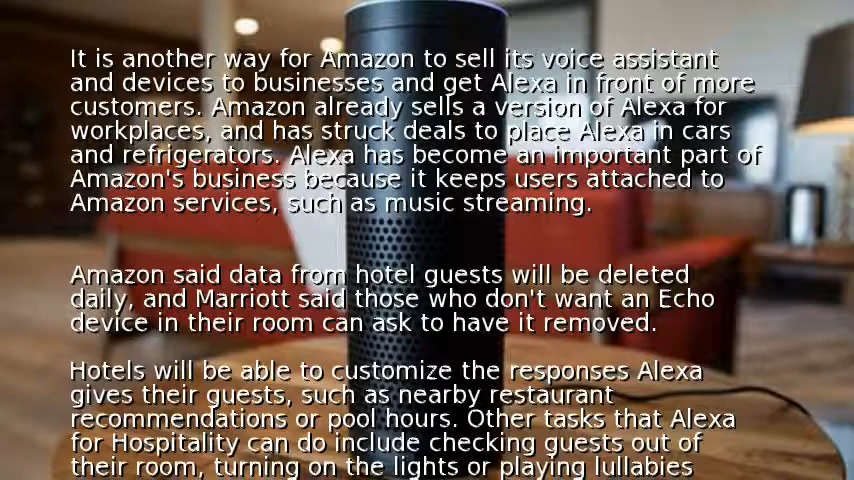 It is another way for Amazon to sell its voice assistant
and devices to businesses and get Alexa in front of more
customers. Amazon already sells a version of Alexa for
workplaces, and has struck deals to place Alexa in cars
and refrigerators. Alexa has become an important part of
Amazon's business because it keeps users attached to
Amazon services, such as music streaming.
Amazon said data from hotel guests will be deleted
daily, and Marriott said those who don't want an Echo
device in their room can ask to have it removed.
Hotels will be able to customize the responses Alexa
gives their guests, such as nearby restaurant
recommendations or pool hours. Other tasks that Alexa
for Hospitality can do include checking guests out of
their room, turning on the lights or playing lullabies